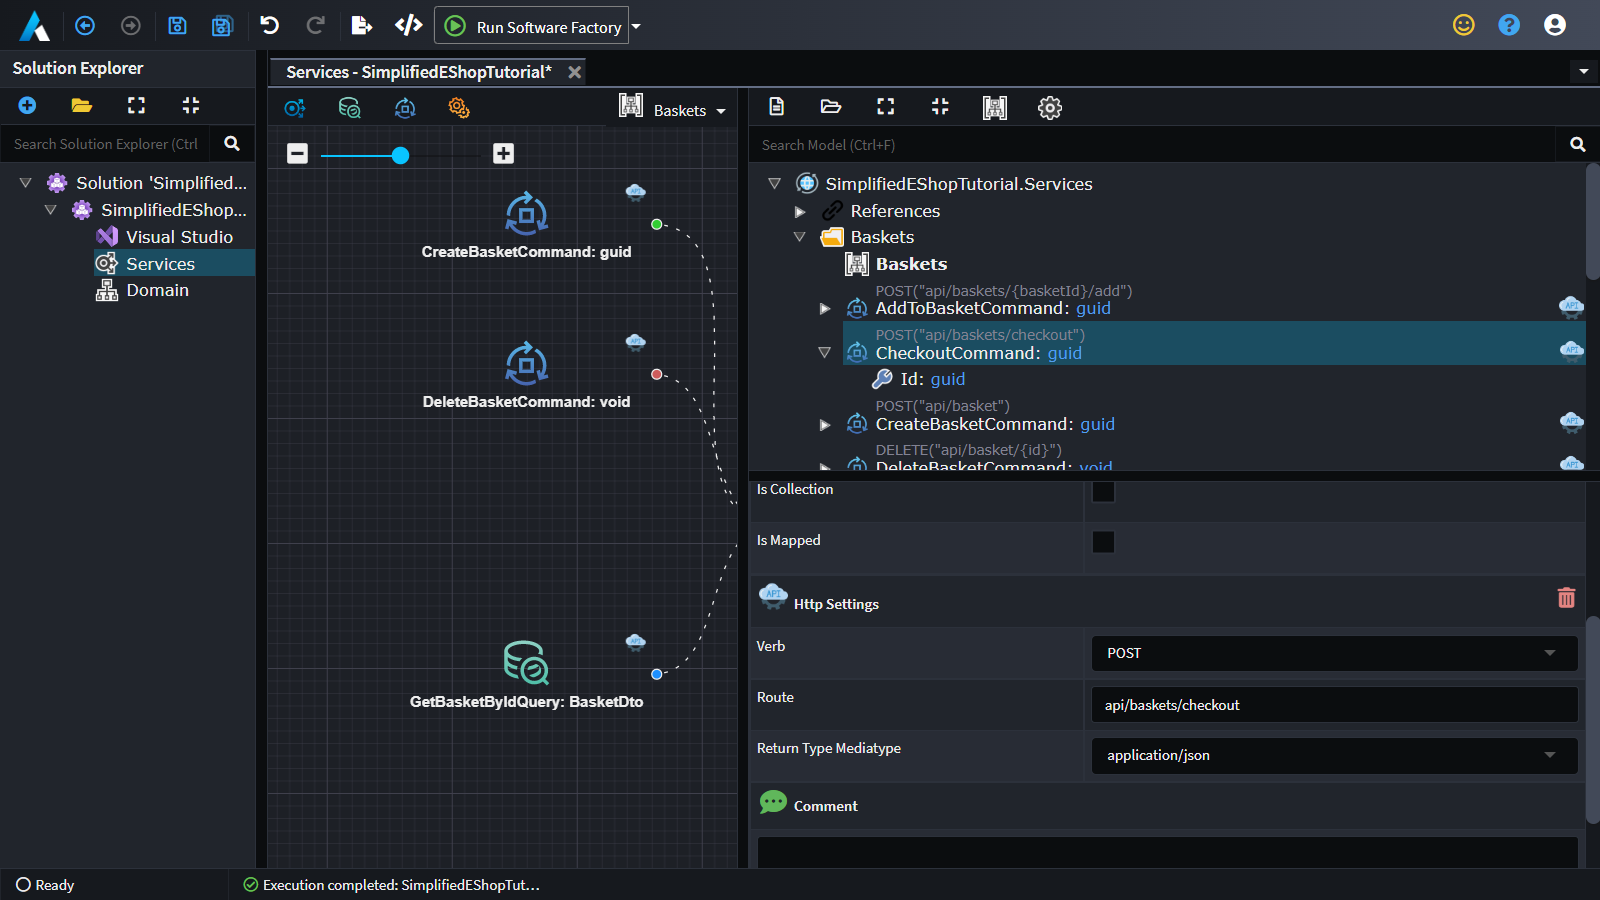 Run Software Factory
Solution Explorer
Search Solution Explorer (Ctrl
Solution 'Simplified...
SimplifiedEShop...
Visual Studio
Services
Domain
Services - SimplifiedEShopTutorial*
Baskets
CreateBasketCommand: guid
DeleteBasketCommand: void
GetBasketByIdQuery: BasketDto
Search Model (Ctrl+F)
SimplifiedEShopTutorial.Services
References
Baskets
Baskets
POST("api/baskets/{basketId}/add")
AddToBasketCommand: guid
POST("api/baskets/checkout")
CheckoutCommand: guid
Id: guid
POST("api/basket")
CreateBasketCommand: guid
DELETE("api/basket/{id}")
DeleteBasketCommand: void
Is Collection
Is Mapped
Http Settings
Verb
POST
Route
api/baskets/checkout
Return Type Mediatype
application/json
Comment
Ready
Execution completed: SimplifiedEShopTut...